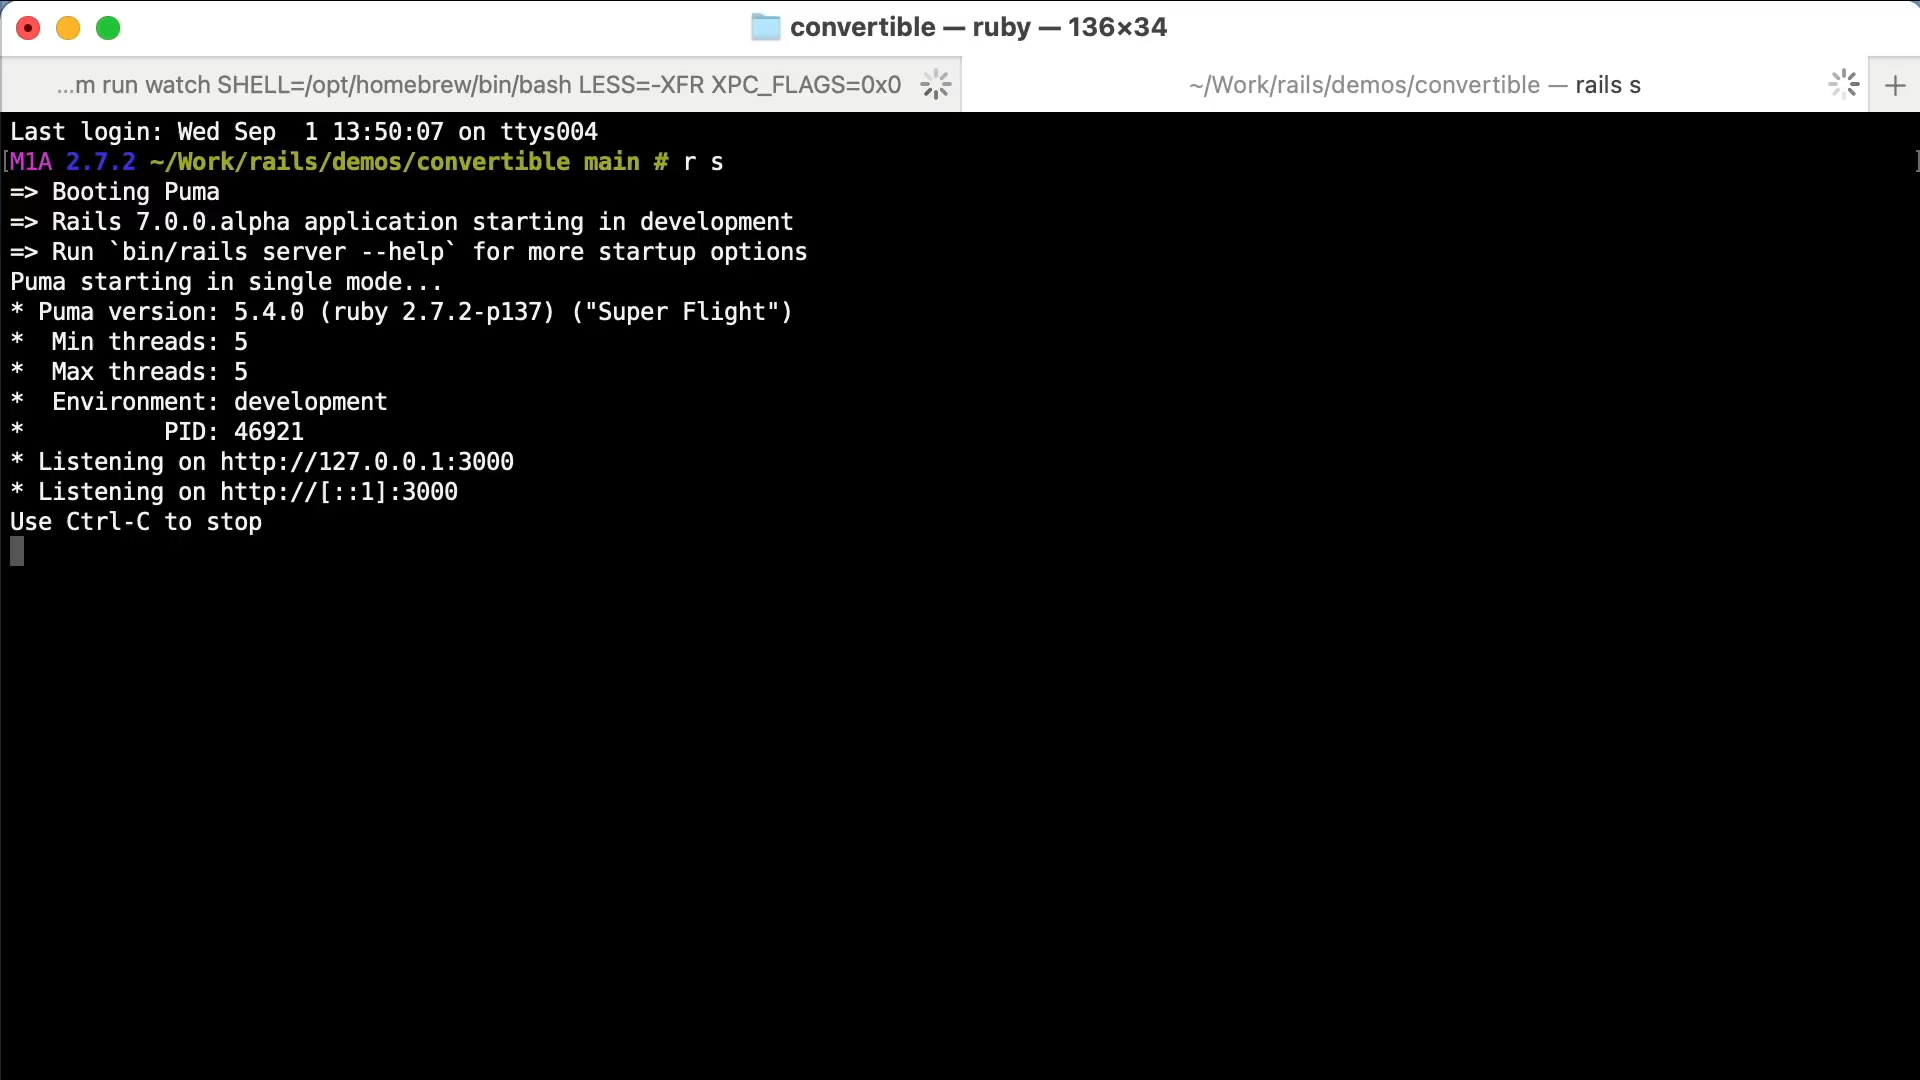 convertible — ruby — 136×34
...m run watch SHELL=/opt/homebrew/bin/bash LESS=-XFR XPC_FLAGS=0x0
~/Work/rails/demos/convertible — rails s
Last login: Wed Sep  1 13:50:07 on ttys004
[M1A 2.7.2 ~/Work/rails/demos/convertible main # r s ]
=> Booting Puma
=> Rails 7.0.0.alpha application starting in development
=> Run `bin/rails server --help` for more startup options
Puma starting in single mode...
* Puma version: 5.4.0 (ruby 2.7.2-p137) ("Super Flight")
*  Min threads: 5
*  Max threads: 5
*  Environment: development
*          PID: 46921
* Listening on http://127.0.0.1:3000
* Listening on http://[::1]:3000
Use Ctrl-C to stop